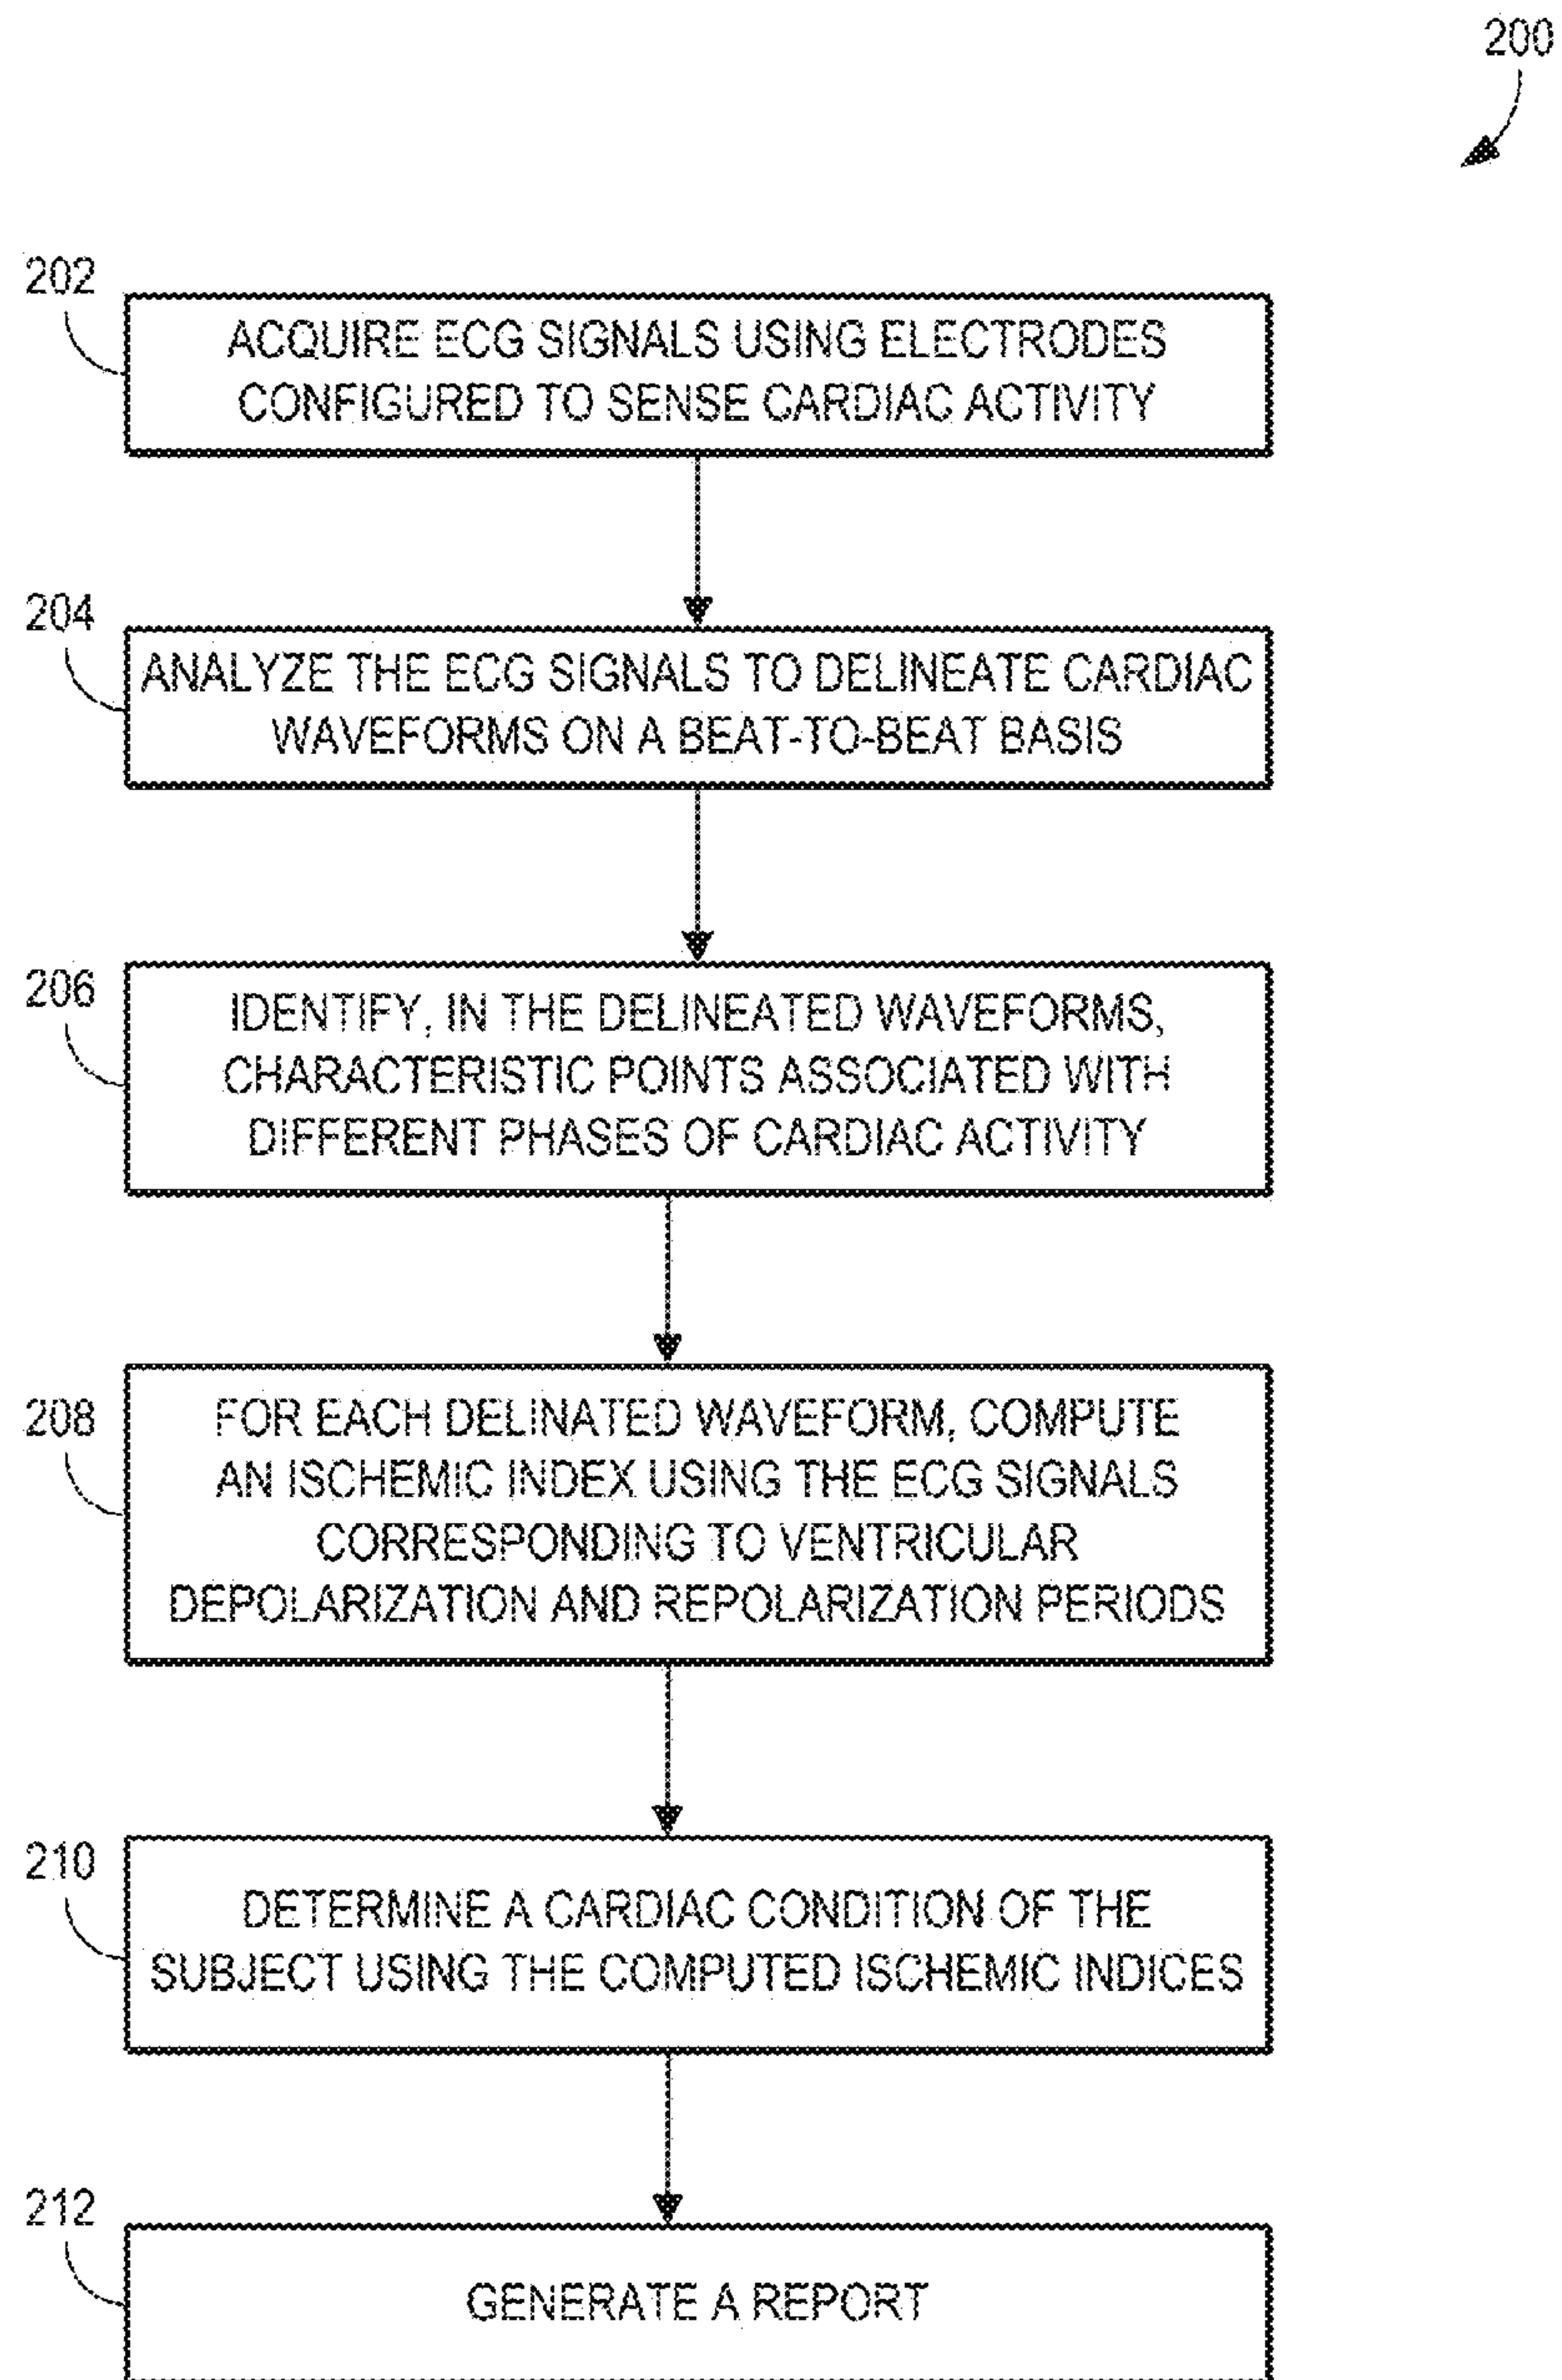 200
202
ACQUIRE ECG SIGNALS USING ELECTRODES
CONFIGURED TO SENSE CARDIAC ACTIVITY
204
ANALYZE THE ECG SIGNALS TO DELINEATE CARDIAC
WAVEFORMS ON A BEAT-TO-BEAT BASIS
206
IDENTIFY, IN THE DELINEATED WAVEFORMS,
CHARACTERISTIC POINTS ASSOCIATED WITH
DIFFERENT PHASES OF CARDIAC ACTIVITY
208
FOR EACH DELINATED WAVEFORM, COMPUTE
AN ISCHEMIC INDEX USING THE ECG SIGNALS
CORRESPONDING TO VENTRICULAR
DEPOLARIZATION AND REPOLARIZATION PERIODS
210
DETERMINE A CARDIAC CONDITION OF THE
SUBJECT USING THE COMPUTED ISCHEMIC INDICES
212
GENERATE A REPORT